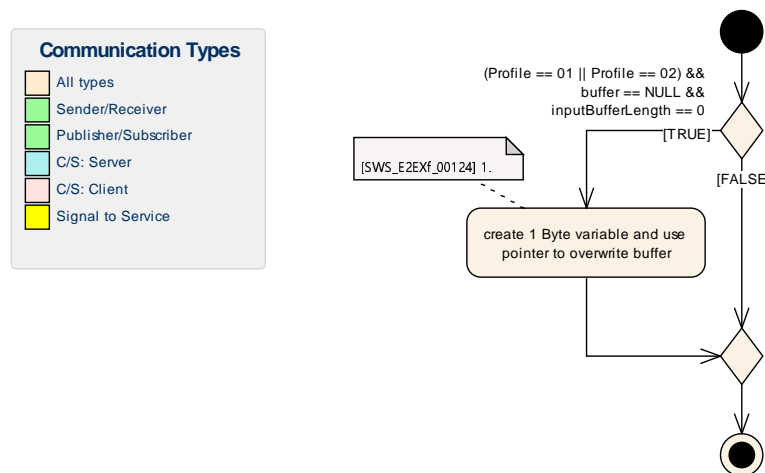 Communication Types
All types
Sender/Receiver
Publisher/Subscriber
C/S: Server
C/S: Client
Signal to Service
(Profile == 01 || Profile == 02) &&
buffer == NULL &&
inputBufferLength == 0
[TRUE]
[SWS_E2EXf_00124] 1.
[FALSE
create 1 Byte variable and use
pointer to overwrite buffer